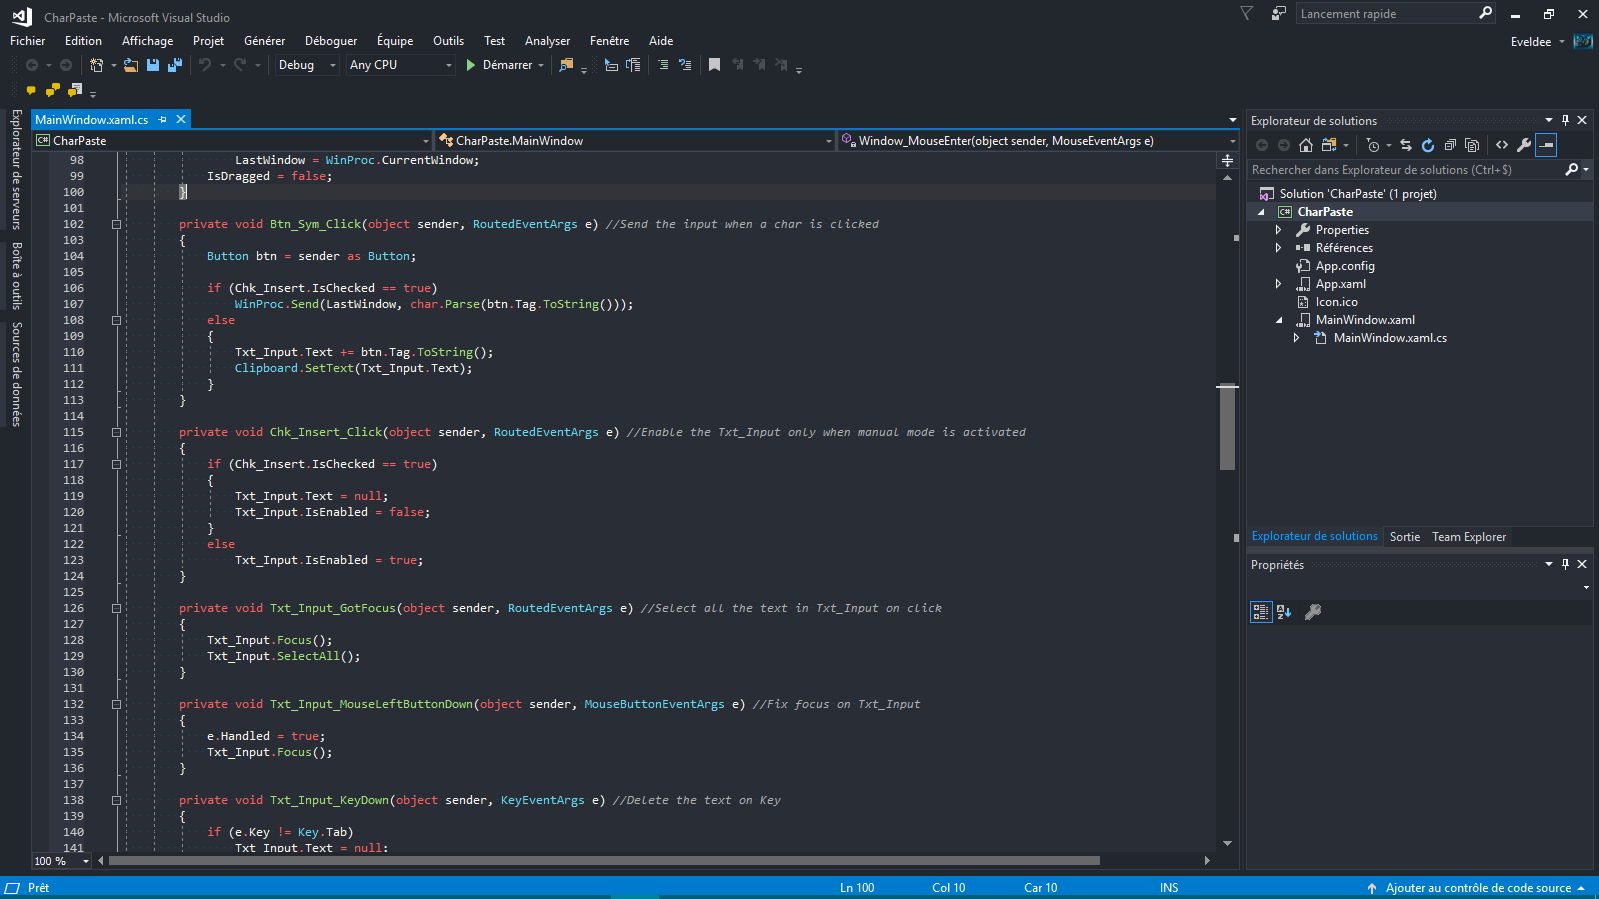 CharPaste - Microsoft Visual Studio
Lancement rapide
Fichier Edition Affichage Projet Générer Déboguer Équipe Outils Test Analyser Fenêtre Aide
Eveldee
Debug Any CPU Démarrer
Explorateur de serveurs
Boîte à outils
Sources de données
MainWindow.xaml.cs
CharPaste CharPaste.MainWindow Window_MouseEnter(object sender, MouseEventArgs e)
98 LastWindow = WinProc.CurrentWindow;
99 IsDragged = false;
100 }
101
102 private void Btn_Sym_Click(object sender, RoutedEventArgs e) //Send the input when a char is clicked
103 {
104 Button btn = sender as Button;
105
106 if (Chk_Insert.IsChecked == true)
107 WinProc.Send(LastWindow, char.Parse(btn.Tag.ToString()));
108 else
109 {
110 Txt_Input.Text += btn.Tag.ToString();
111 Clipboard.SetText(Txt_Input.Text);
112 }
113 }
114
115 private void Chk_Insert_Click(object sender, RoutedEventArgs e) //Enable the Txt_Input only when manual mode is activated
116 {
117 if (Chk_Insert.IsChecked == true)
118 {
119 Txt_Input.Text = null;
120 Txt_Input.IsEnabled = false;
121 }
122 else
123 Txt_Input.IsEnabled = true;
124 }
125
126 private void Txt_Input_GotFocus(object sender, RoutedEventArgs e) //Select all the text in Txt_Input on click
127 {
128 Txt_Input.Focus();
129 Txt_Input.SelectAll();
130 }
131
132 private void Txt_Input_MouseLeftButtonDown(object sender, MouseButtonEventArgs e) //Fix focus on Txt_Input
133 {
134 e.Handled = true;
135 Txt_Input.Focus();
136 }
137
138 private void Txt_Input_KeyDown(object sender, KeyEventArgs e) //Delete the text on Key
139 {
140 if (e.Key != Key.Tab)
141 Txt_Input.Text = null;
100 %
Explorateur de solutions
Rechercher dans Explorateur de solutions (Ctrl+$)
Solution 'CharPaste' (1 projet)
C# CharPaste
Properties
Références
App.config
App.xaml
Icon.ico
MainWindow.xaml
MainWindow.xaml.cs
Explorateur de solutions Sortie Team Explorer
Propriétés
Prêt Ln 100 Col 10 Car 10 INS Ajouter au contrôle de code source